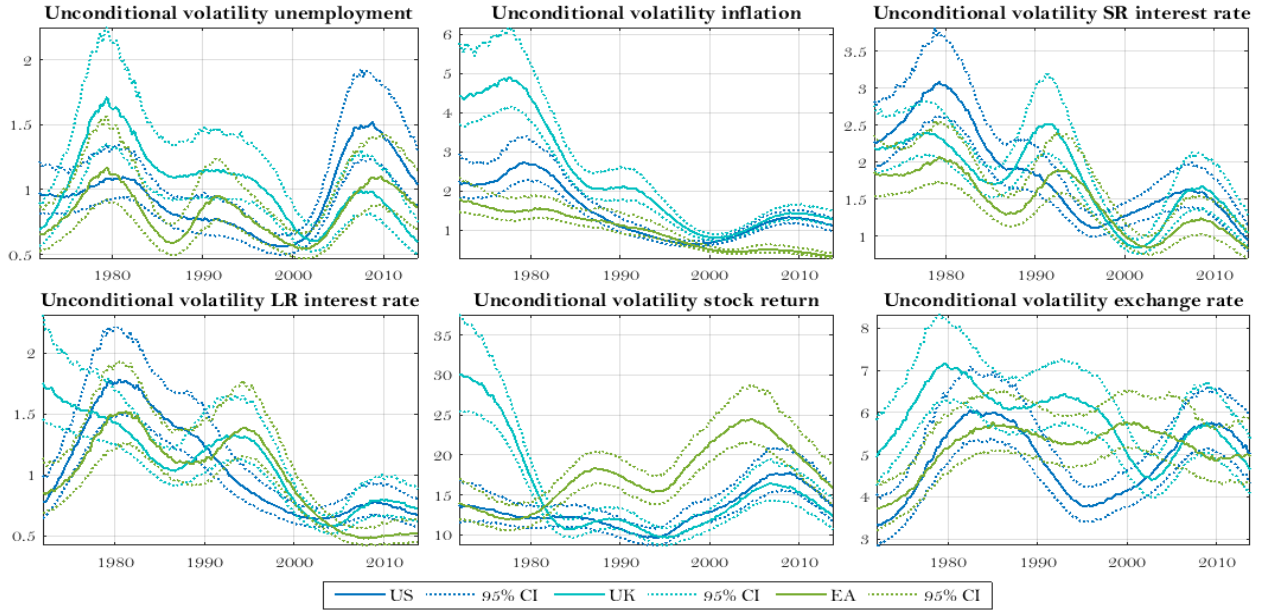 Unconditional volatility unemployment
2
1.5
1
0.5
1980 1990 2000 2010
Unconditional volatility inflation
6
5
4
3
2
1
1980 1990 2000 2010
Unconditional volatility SR interest rate
3.5
3
2.5
2
1.5
1
1980 1990 2000 2010
Unconditional volatility LR interest rate
2
1.5
1
0.5
1980 1990 2000 2010
Unconditional volatility stock return
35
30
25
20
15
10
1980 1990 2000 2010
Unconditional volatility exchange rate
8
7
6
5
4
3
1980 1990 2000 2010
US 95% CI UK 95% CI EA 95% CI